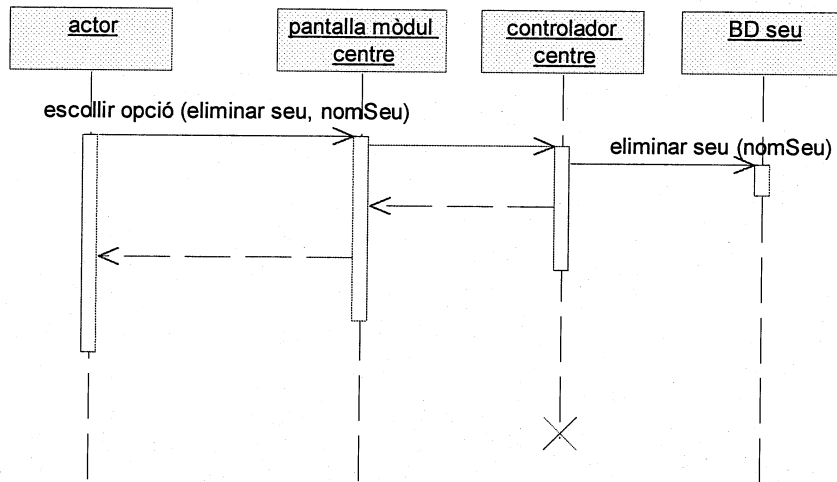 actor
pantalla mòdul
centre
controlador
centre
BD seu
escollir opció (eliminar seu, nomSeu)
eliminar seu (nomSeu)